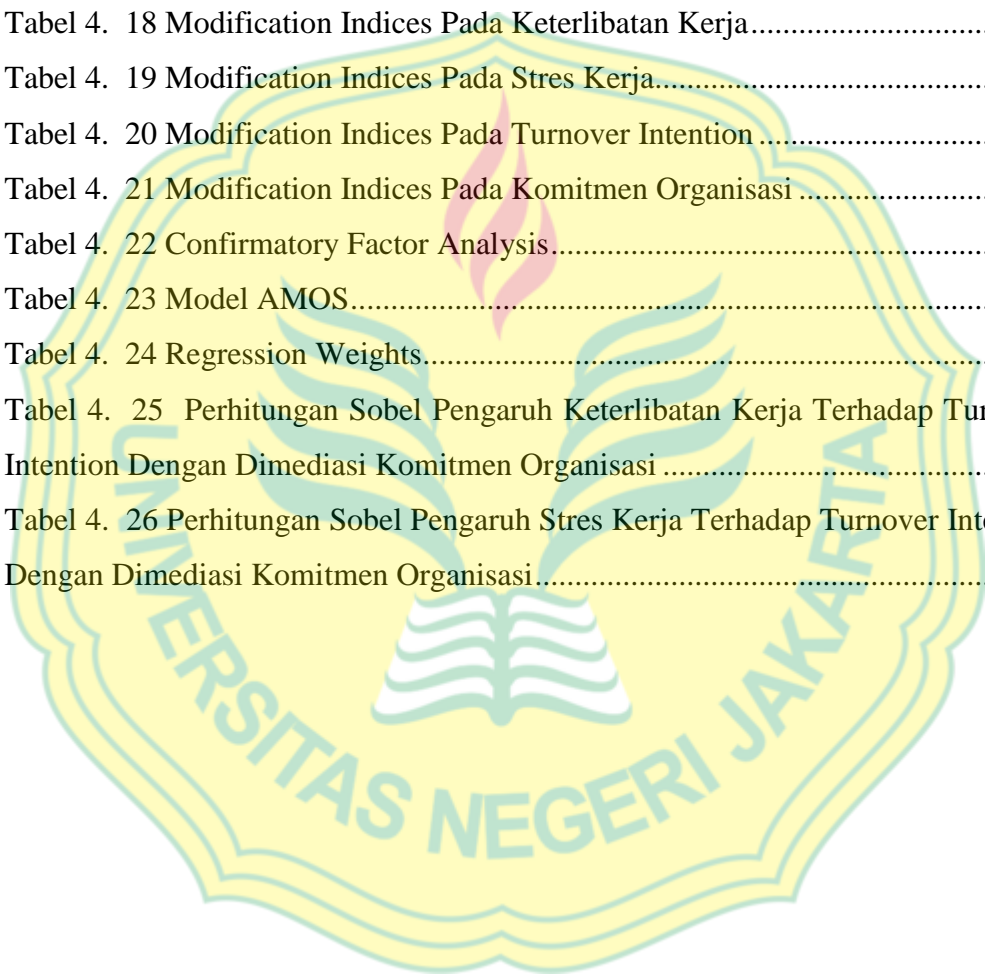 Tabel 4. 18 Modification Indices Pada Keterlibatan Kerja
Tabel 4. 19 Modification Indices Pada Stres Kerja
Tabel 4. 20 Modification Indices Pada Turnover Intention
Tabel 4. 21 Modification Indices Pada Komitmen Organisasi
Tabel 4. 22 Confirmatory Factor Analysis
Tabel 4. 23 Model AMOS
Tabel 4. 24 Regression Weights
Tabel 4. 25 Perhitungan Sobel Pengaruh Keterlibatan Kerja Terhadap Tur
Intention Dengan Dimediasi Komitmen Organisasi
Tabel 4. 26 Perhitungan Sobel Pengaruh Stres Kerja Terhadap Turnover Int
Dengan Dimediasi Komitmen Organisasi
UNIVERSITAS NEGERI JAKARTA